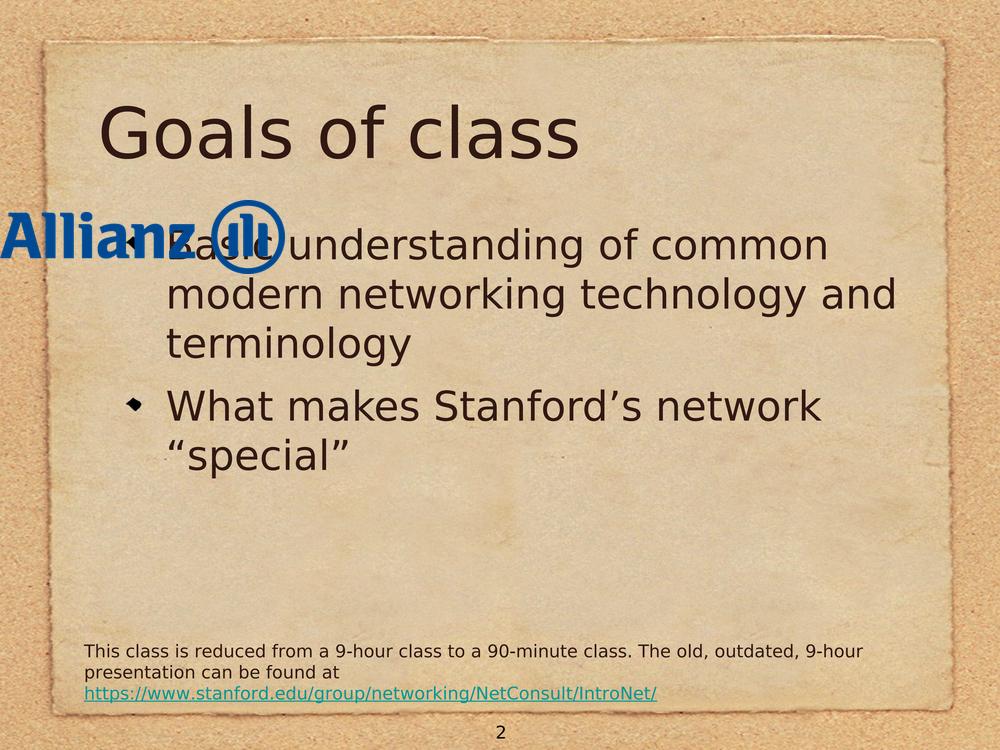 Goals of class
Allianz
Basic understanding of common
modern networking technology and
terminology
What makes Stanford’s network
“special”
This class is reduced from a 9-hour class to a 90-minute class. The old, outdated, 9-hour
presentation can be found at
https://www.stanford.edu/group/networking/NetConsult/IntroNet/
2